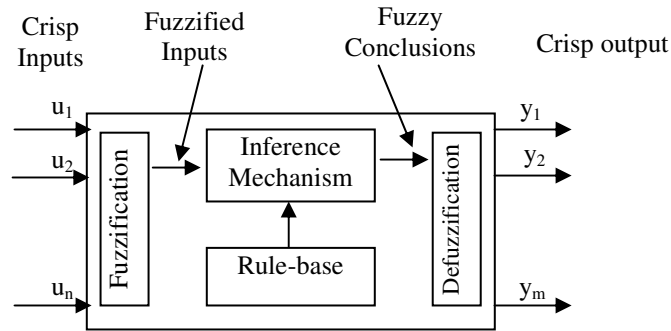 Crisp
Inputs
Fuzzified
Inputs
Fuzzy
Conclusions
Crisp output
u1
u2
un
Fuzzification
Inference
Mechanism
Rule-base
Defuzzification
y1
y2
ym